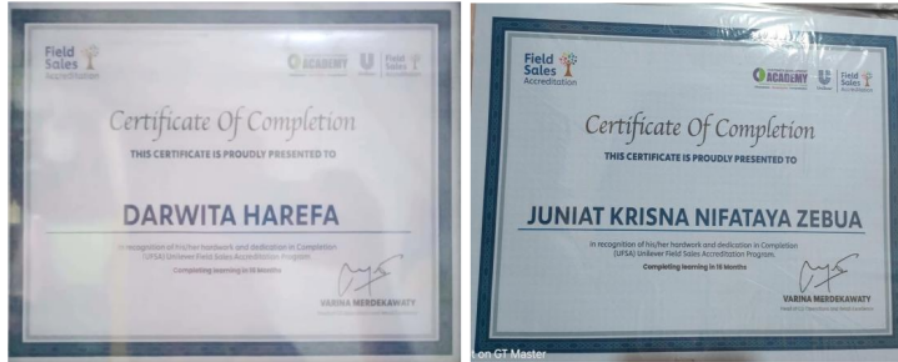 Field
Sales
Accreditation
ACADEMY
Unilever
Field
Sales
Accreditation
Certificate Of Completion
THIS CERTIFICATE IS PROUDLY PRESENTED TO
DARWITA HAREFA
in recognition of his/her hardwork and dedication in Completion
(UFSA) Unilever Field Sales Accreditation Program.
Completing learning in 15 Months
VARINA MERDEKAWATY
Field
Sales
Accreditation
ACADEMY
Unilever
Field
Sales
Accreditation
Certificate Of Completion
THIS CERTIFICATE IS PROUDLY PRESENTED TO
JUNIAT KRISNA NIFATAYA ZEBUA
in recognition of his/her hardwork and dedication in Completion
(UFSA) Unilever Field Sales Accreditation Program.
Completing learning in Months
VARINA MERDEKAWATY
t on GT Master